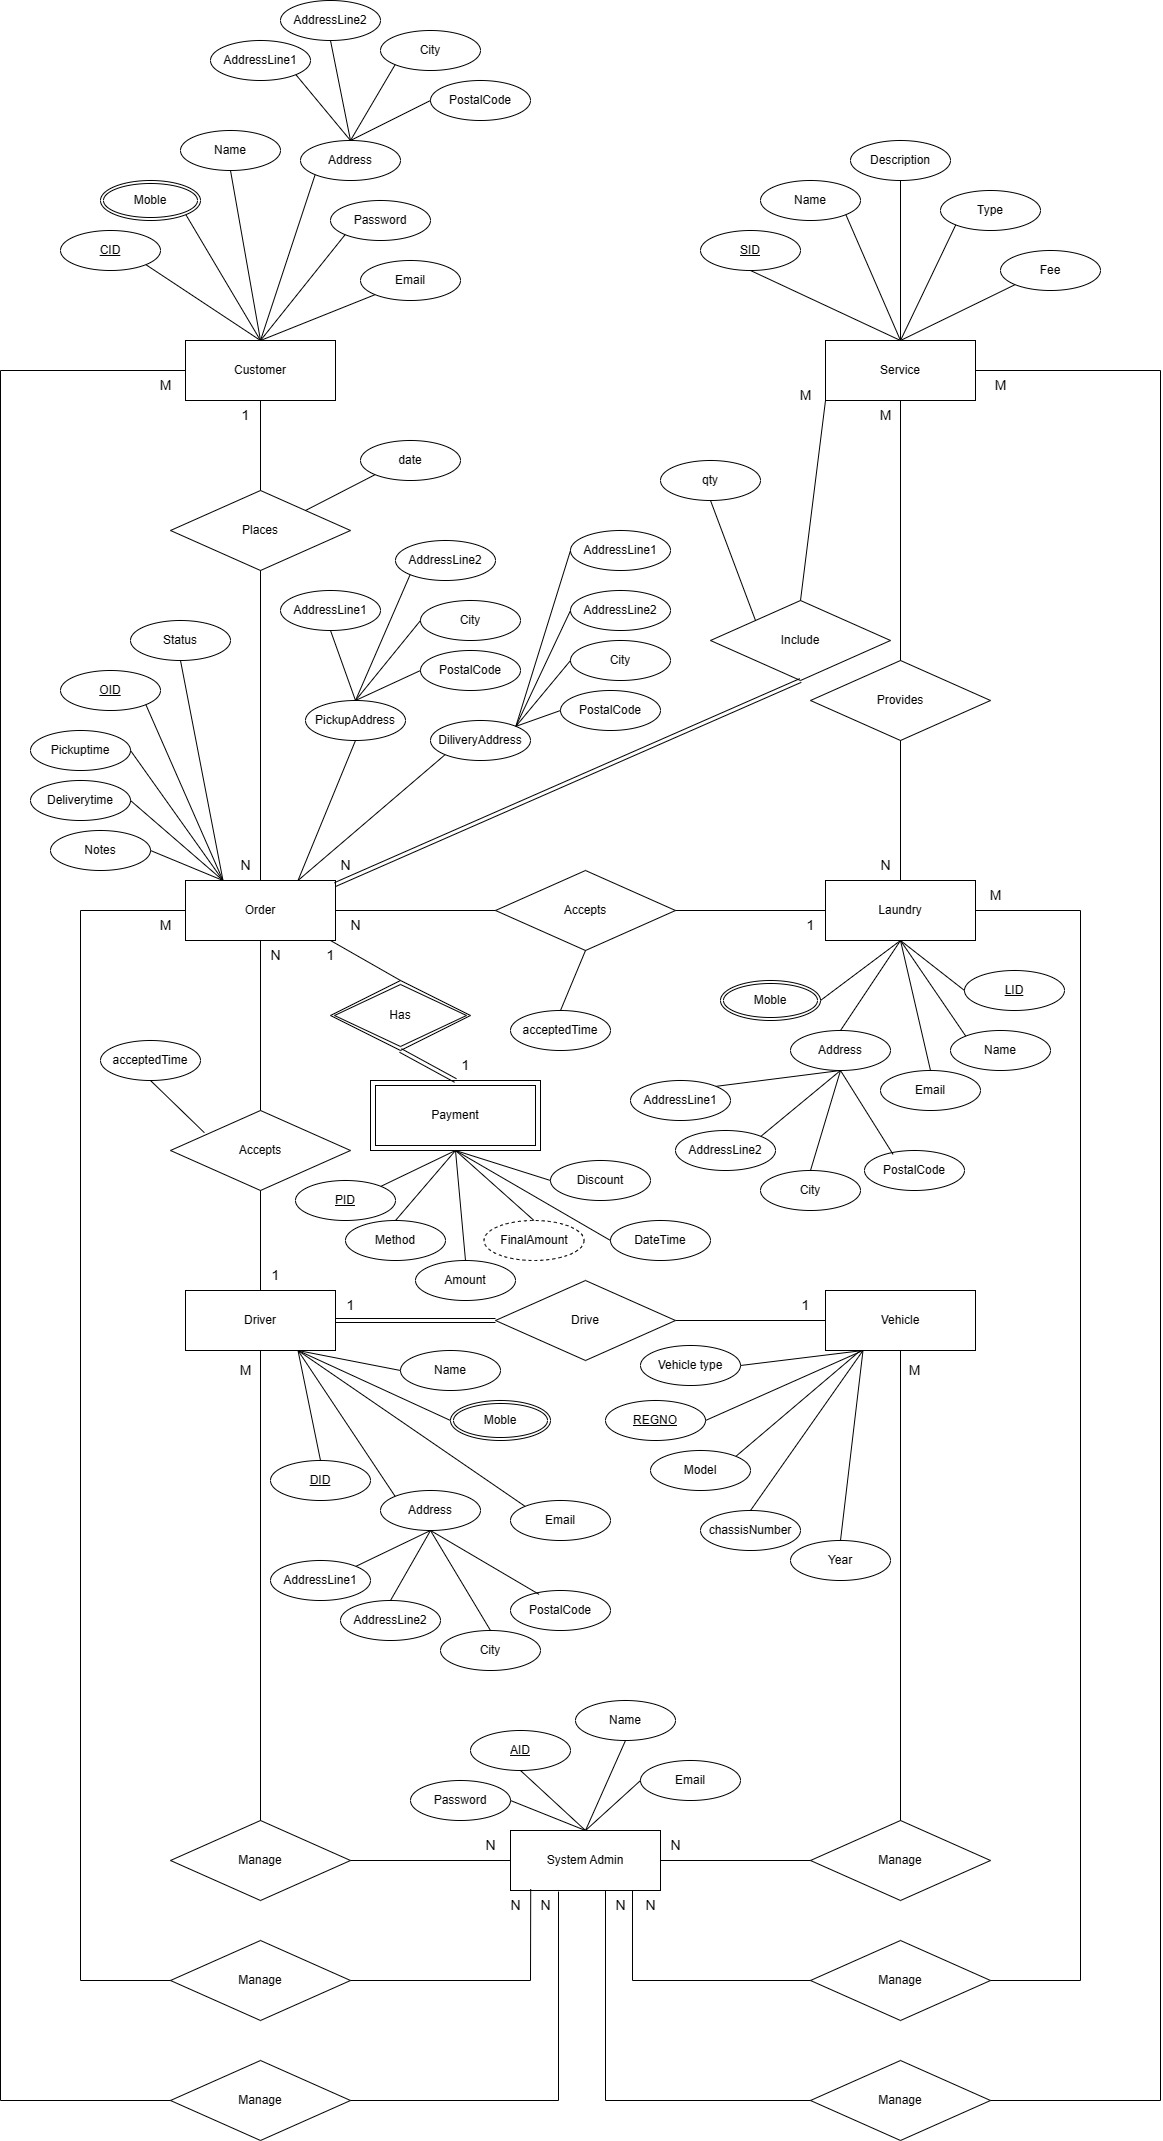 AddressLine2
City
AddressLine1
PostalCode
Name
Address
Moble
Password
CID
Email
Customer
M
1
Description
Name
Type
SID
Fee
Service
M
M
M
date
Places
qty
AddressLine2
AddressLine1
AddressLine1
AddressLine2
City
City
PostalCode
PostalCode
PickupAddress
DiliveryAddress
Include
Provides
Status
OID
Pickuptime
Deliverytime
Notes
N
N
N
M
Order
M
N
Accepts
1
Laundry
N
1
acceptedTime
Moble
LID
Address
Name
Email
AddressLine1
AddressLine2
PostalCode
City
Has
1
acceptedTime
Accepts
Payment
PID
Discount
Method
FinalAmount
DateTime
Amount
1
Driver
1
Drive
1
Vehicle
M
M
Name
Moble
DID
Address
Email
AddressLine1
AddressLine2
PostalCode
City
Vehicle type
REGNO
Model
chassisNumber
Year
Name
AID
Email
Password
N
N
Manage
System Admin
Manage
N
N
N
N
Manage
Manage
Manage
Manage